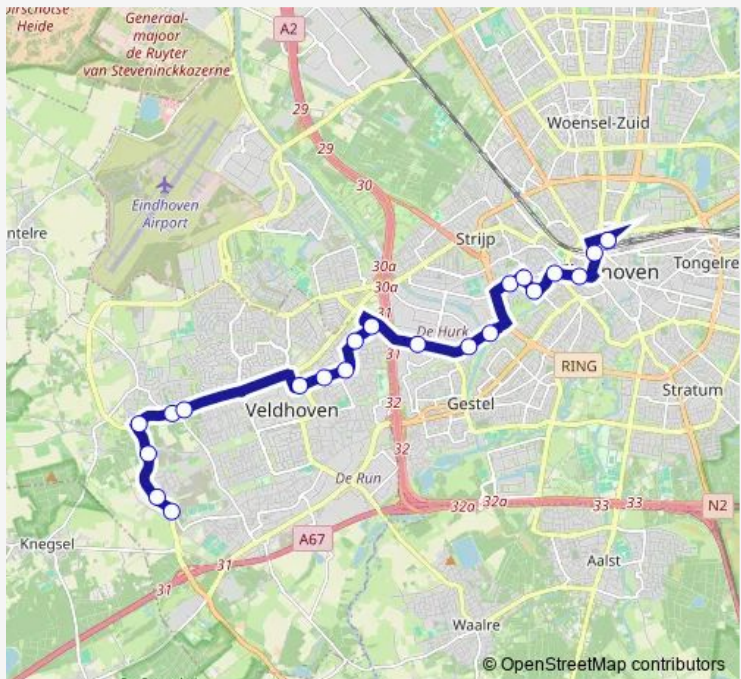 Heide
Generaal-
majoor
de Ruyter
van Steveninckkazerne
A2
29
29
30
Woensel-Zuid
Eindhoven
Airport
ntelre
Strijp
hoven
Tongelre
30a
30a
31
De Hurk
31
RING
Stratum
Veldhoven
Gestel
32
De Run
32
32a
32a
33
33
N2
A67
31
31
Knegsel
Aalst
Waalre
© OpenStreetMap contributors